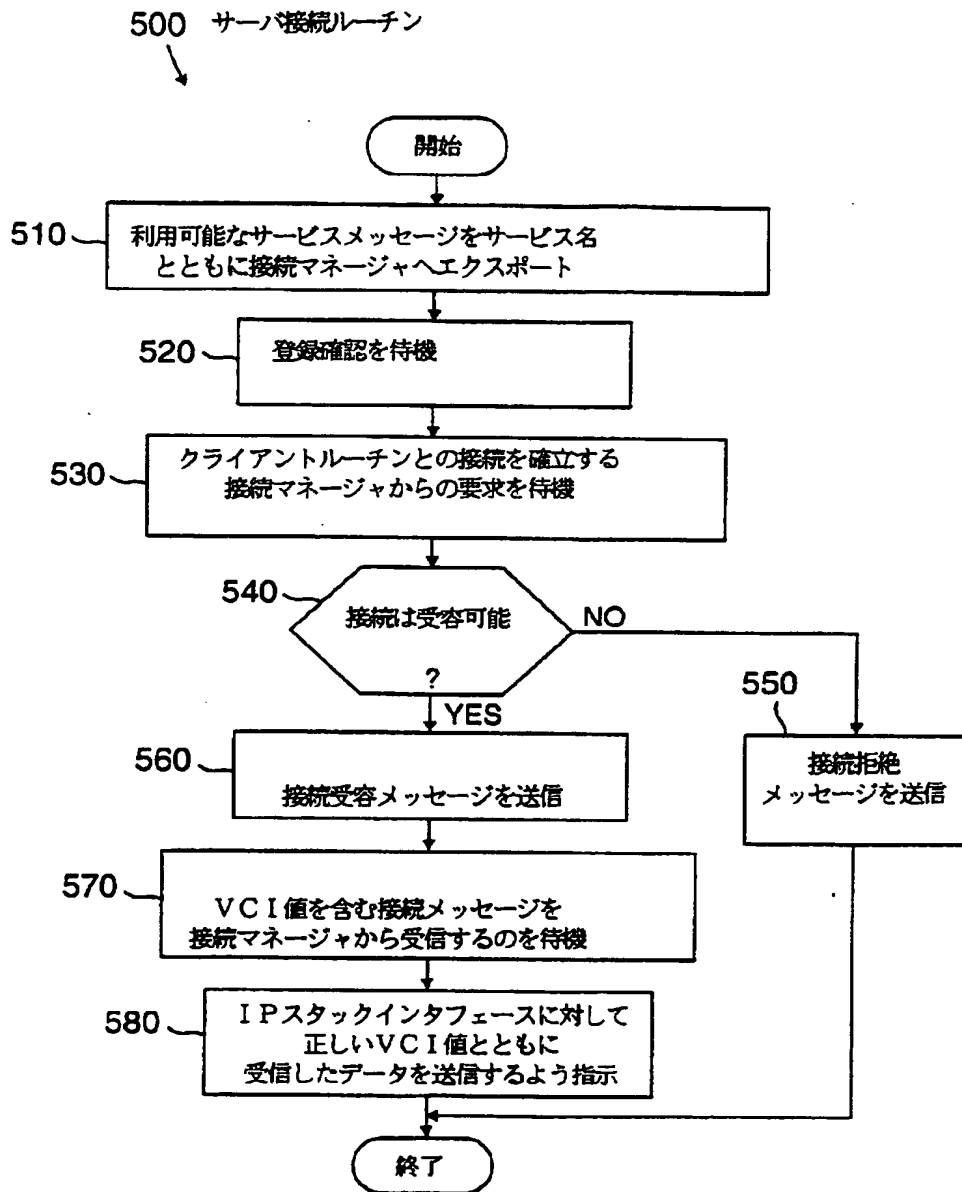 500 サーバ接続ルーチン
開始
510
利用可能なサービスメッセージをサービス名
とともに接続マネージャへエクスポート
520
登録確認を待機
530
クライアントルーチンとの接続を確立する
接続マネージャからの要求を待機
540
接続は受容可能
?
NO
YES
550
接続拒絶
メッセージを送信
560
接続受容メッセージを送信
570
VCI値を含む接続メッセージを
接続マネージャから受信するのを待機
580
IPスタックインタフェースに対して
正しいVCI値とともに
受信したデータを送信するよう指示
終了